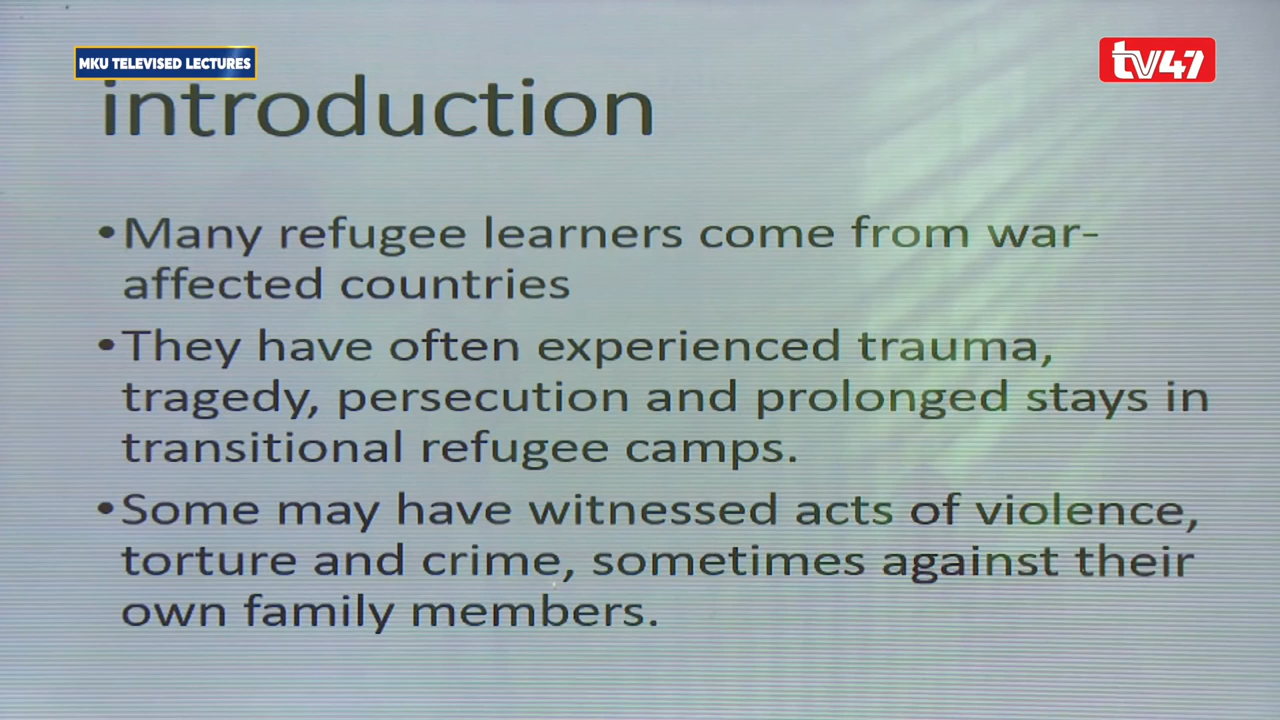 MKU TELEVISED LECTURES
tv47
introduction
•Many refugee learners come from war-
affected countries
•They have often experienced trauma,
tragedy, persecution and prolonged stays in
transitional refugee camps.
•Some may have witnessed acts of violence,
torture and crime, sometimes against their
own family members.